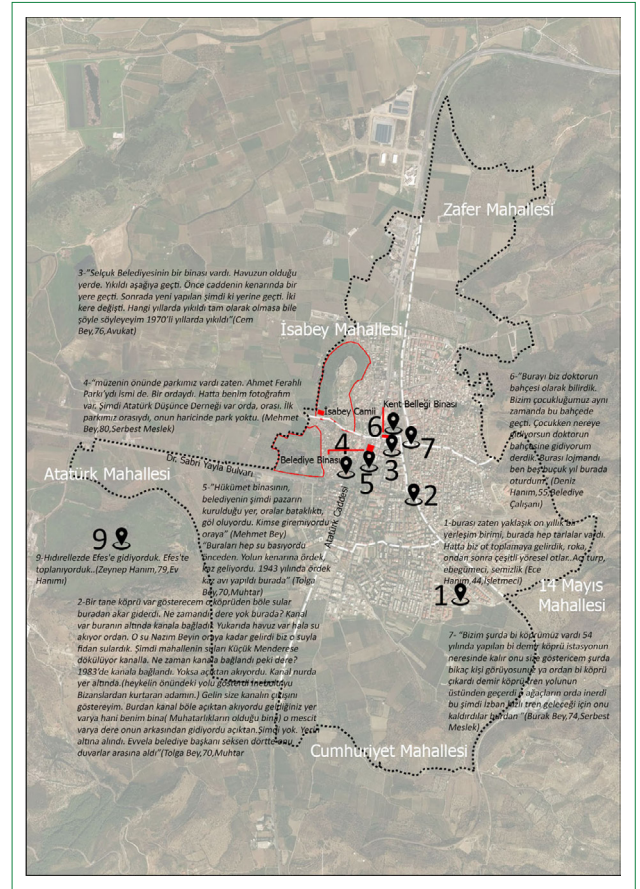 Zafer Mahallesi
3-"Selçuk Belediyesinin bir binası vardı. Havuzun olduğu
yerde. Yıkıldı aşağıya geçti. Önce caddenin kenarında bir
yere geçti. Sonrada yeni yapılan şimdi ki yerine geçti. İki
kere değişti. Hangi yıllarda yıkıldı tam olarak olmasa bile
şöyle söyleyeyim 1970'li yıllarda yıkıldı"(Cem
Bey,76,Avukat)
İsabey Mahallesi
4-"müzenin önünde parkımız vardı zaten. Ahmet Ferahlı
Parkı'ydı ismi de. Bir ordaydı. Hatta benim fotoğrafım
var. Şimdi Atatürk Düşünce Derneği var orda, orası. İlk
parkımız orasıydı, onun haricinde park yoktu. (Mehmet
Bey,80,Serbest Meslek)
6-"Burayı biz doktorun
bahçesi olarak bilirdik.
Bizim çocukluğumuz aynı
zamanda bu bahçede
geçti. Çocukken nereye
gidiyorsun doktorun
bahçesine gidiyorum
derdik. Burası lojmandı
ben beş buçuk yıl burada
oturdum". (Deniz
Hanım,55,Belediye
Çalışanı)
İsabey Camii
Kent Belleği Binası
6
7
4
3
Belediye Binası
5
2
Atatürk Mahallesi
Dr. Sabri Yayla Bulvarı
Atatürk Caddesi
5-"Hükümet binasının,
belediyenin şimdi pazarın
kurulduğu yer, oralar bataklıktı,
göl oluyordu. Kimse giremiyordu
oraya" (Mehmet Bey)
"Buraları hep su basıyordu
önceden. Yolun kenarına ördek,
kaz geliyordu. 1943 yılında ördek
kaz avı yapıldı burada" (Tolga
Bey,70,Muhtar)
9
9-Hıdırellezde Efes'e gidiyorduk. Efes'te
toplanıyorduk..(Zeynep Hanım,79,Ev
Hanımı)
1-burası zaten yaklaşık on yıllık bi
yerleşim birimi, burada hep tarlalar vardı.
Hatta biz ot toplamaya gelirdik, roka,
ondan sonra çeşitli yöresel otlar. Acı turp,
ebegümeci, semizlik (Ece
Hanım,44,İşletmeci)
1
14 Mayıs
Mahallesi
2-Bir tane köprü var gösterecem o köprüden böle sular
buradan akar giderdi. Ne zamandı dere yok burada? Kanal
var buranın altında kanala bağladı. Yukarıda havuz var hala su
akıyor ordan. O su Nazım Beyin oraya kadar gelirdi biz o suyla
fidan sulardık. Şimdi mahallenin suları Küçük Menderese
dökülüyor kanalla. Ne zaman kanala bağlandı peki dere?
1983'de kanala bağlandı. Yoksa açıktan akıyordu. Kanal nurda
yer altında.(heykelin önündeki yolu gösterdi
Bizanslardan kurtaran adamın.) Gelin size kanalın çıkışını
göstereyim. Burdan kanal böle açıktan akıyordu geldiğiniz yer
varya hani benim bina( Muhatarlıkların olduğu bina) o mescit
varya dere onun arkasından gidiyordu açıktan.Şimdi yok. Yerin
altına alındı. Evvela belediye başkanı seksen dörtte onu
duvarlar arasına aldı"(Tolga Bey,70,Muhtar
7- "Bizim şurda bi köprümüz vardı 54
yılında yapılan bi demir köprü istasyonun
neresinde kalır onu size göstericem şurda
bikaç kişi görüyosunuz ya ordan bi köprü
çıkardı demir köprü tren yolunun
üstünden geçerdi o ağaçların orda inerdi
bu şimdi İzban hızlı tren geleceği için onu
kaldırdılar burdan "(Burak Bey,74,Serbest
Meslek)
Cumhuriyet Mahallesi